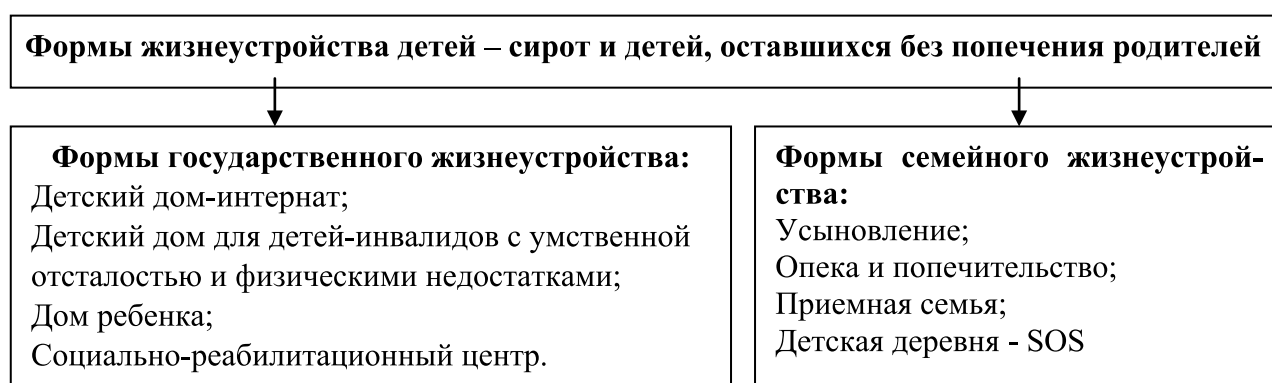 Формы жизнеустройства детей – сирот и детей, оставшихся без попечения родителей
Формы государственного жизнеустройства:
Детский дом-интернат;
Детский дом для детей-инвалидов с умственной
отсталостью и физическими недостатками;
Дом ребенка;
Социально-реабилитационный центр.
Формы семейного жизнеустрой-
ства:
Усыновление;
Опека и попечительство;
Приемная семья;
Детская деревня - SOS